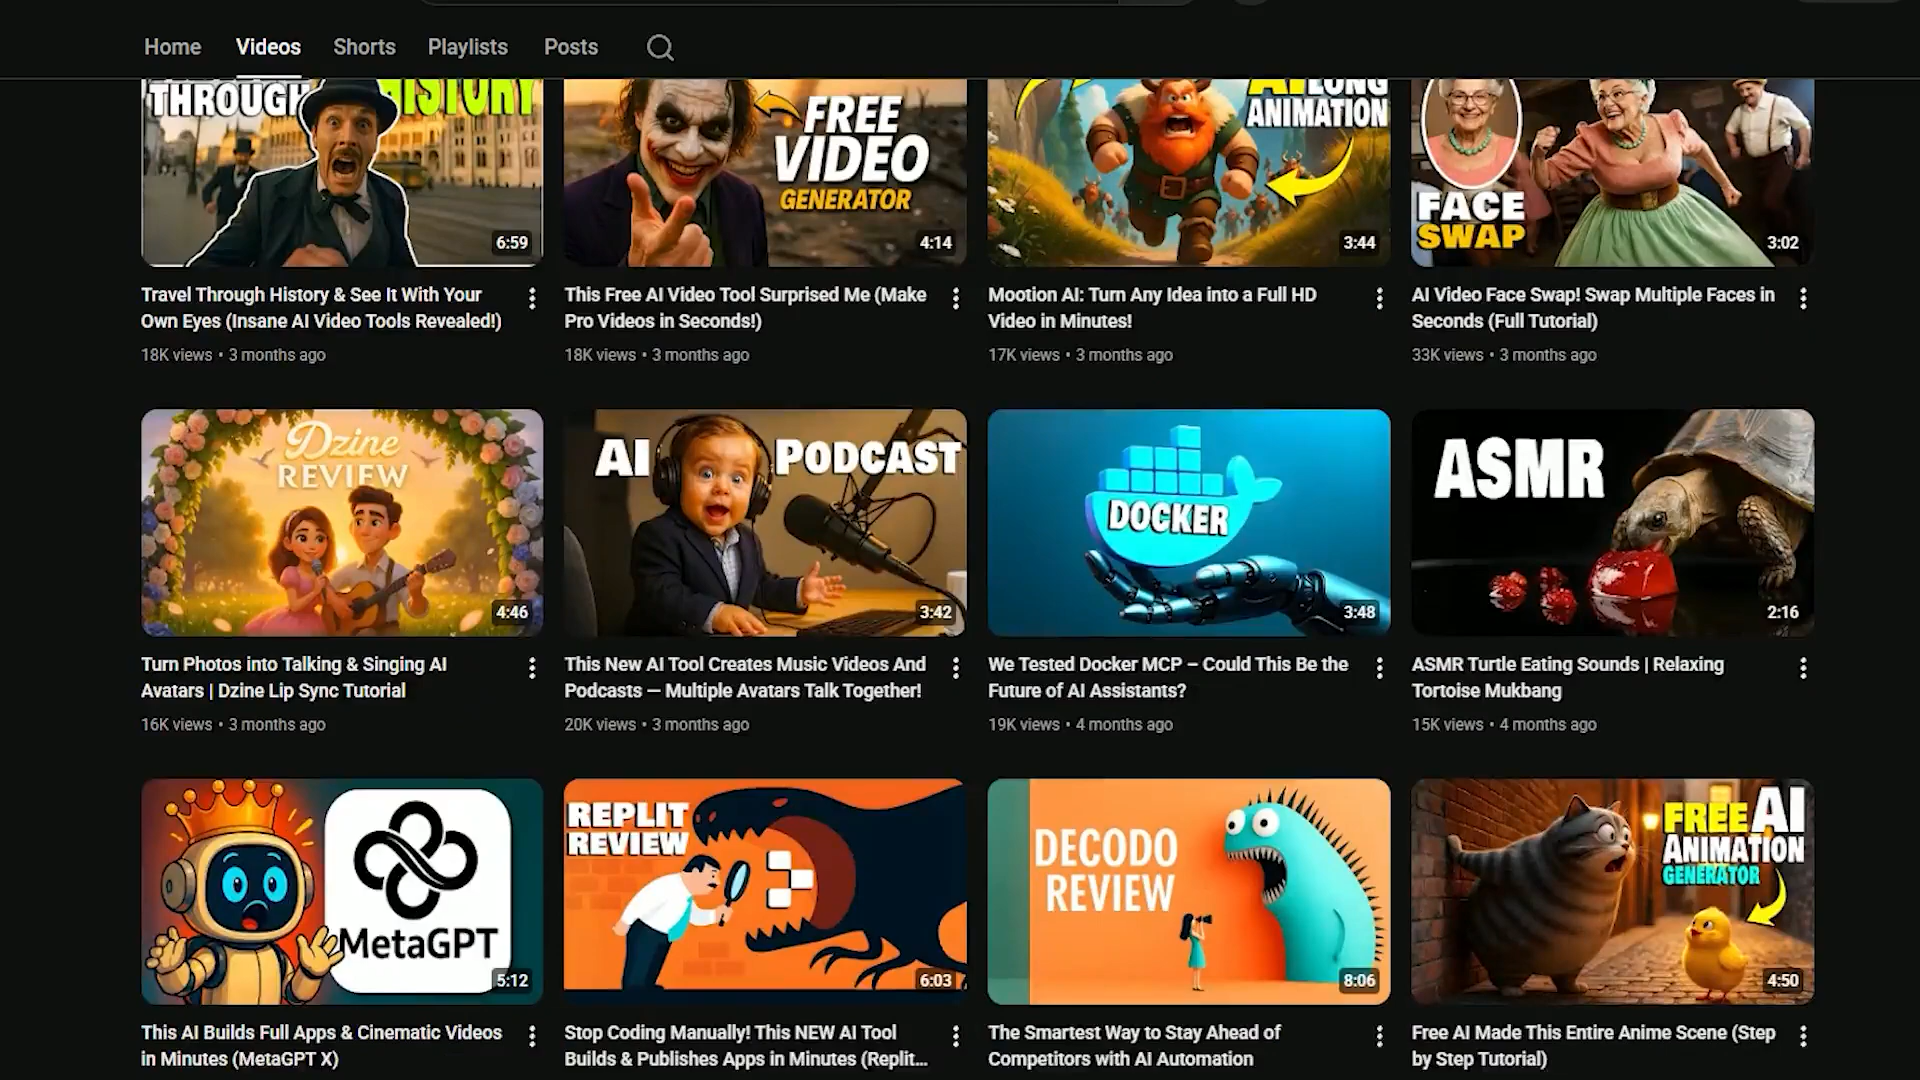 Home Videos Shorts Playlists Posts
THROUGH HISTORY
6:59
FREE
VIDEO
GENERATOR
4:14
AI LONG
ANIMATION
3:44
FACE
SWAP
3:02
Travel Through History & See It With Your
Own Eyes (Insane AI Video Tools Revealed!)
18K views • 3 months ago
This Free AI Video Tool Surprised Me (Make
Pro Videos in Seconds!)
18K views • 3 months ago
Mootion AI: Turn Any Idea into a Full HD
Video in Minutes!
17K views • 3 months ago
AI Video Face Swap! Swap Multiple Faces in
Seconds (Full Tutorial)
33K views • 3 months ago
Dzine
REVIEW
4:46
AI PODCAST
3:42
DOCKER
3:48
ASMR
2:16
Turn Photos into Talking & Singing AI
Avatars | Dzine Lip Sync Tutorial
16K views • 3 months ago
This New AI Tool Creates Music Videos And
Podcasts — Multiple Avatars Talk Together!
20K views • 3 months ago
We Tested Docker MCP – Could This Be the
Future of AI Assistants?
19K views • 4 months ago
ASMR Turtle Eating Sounds | Relaxing
Tortoise Mukbang
15K views • 4 months ago
MetaGPT
5:12
REPLIT
REVIEW
6:03
DECODO
REVIEW
8:06
FREE AI
ANIMATION
GENERATOR
4:50
This AI Builds Full Apps & Cinematic Videos
in Minutes (MetaGPT X)
Stop Coding Manually! This NEW AI Tool
Builds & Publishes Apps in Minutes (Replit...
The Smartest Way to Stay Ahead of
Competitors with AI Automation
Free AI Made This Entire Anime Scene (Step
by Step Tutorial)